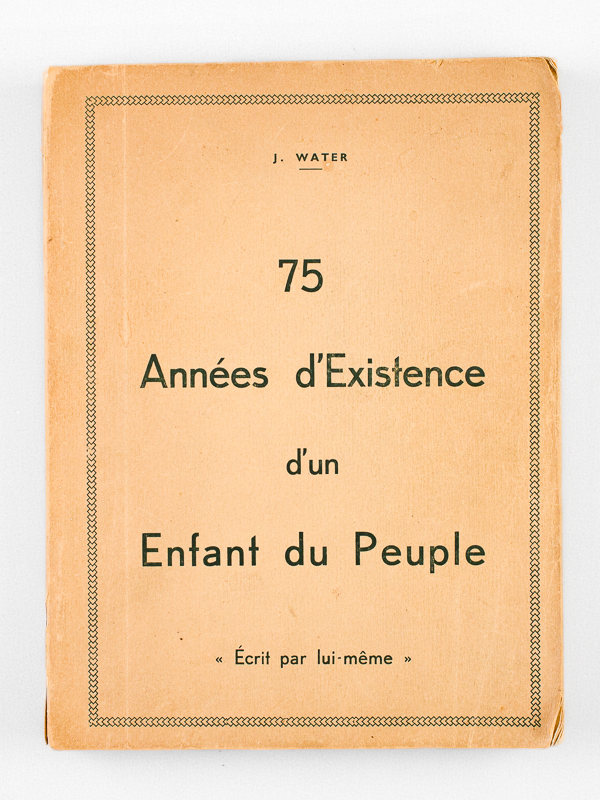 J. WATER
75
Années d'Existence
d'un
Enfant du Peuple
« Écrit par lui-même »